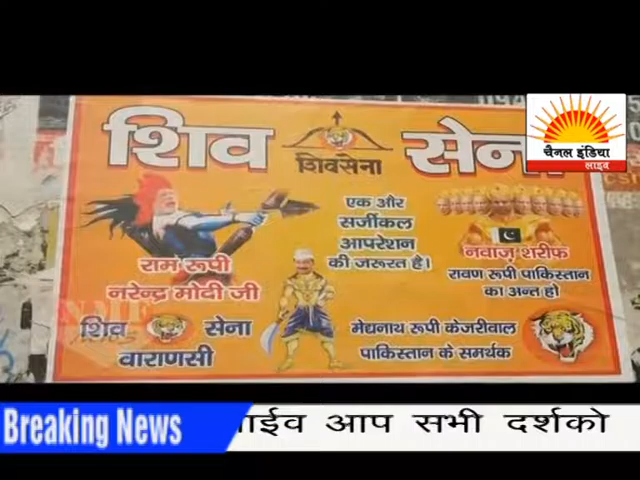 शिव सेना
शिवसेना
चैनल इंडिया
लाइव
एक और
सर्जीकल
आपरेशन
की जरूरत है।
राम रूपी
नरेन्द्र मोदी जी
नवाज़ शरीफ
रावण रूपी पाकिस्तान
का अन्त हो
शिव सेना
वाराणसी
मेद्यनाथ रूपी केजरीवाल
पाकिस्तान के समर्थक
Breaking News
ाईव आप सभी दर्शको